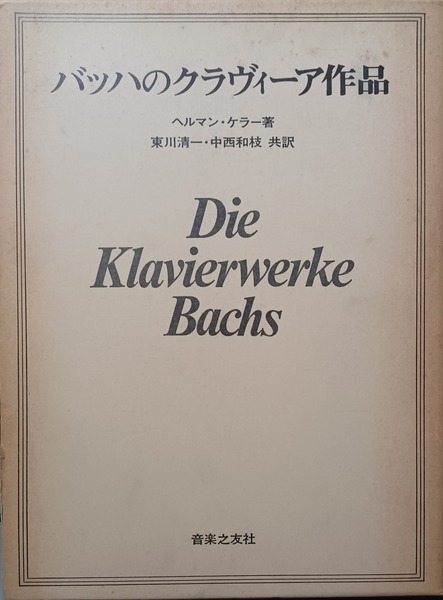 バッハのクラヴィーア作品
ヘルマン・ケラー著
東川清一・中西和枝 共訳
Die
Klavierwerke
Bachs
音楽之友社